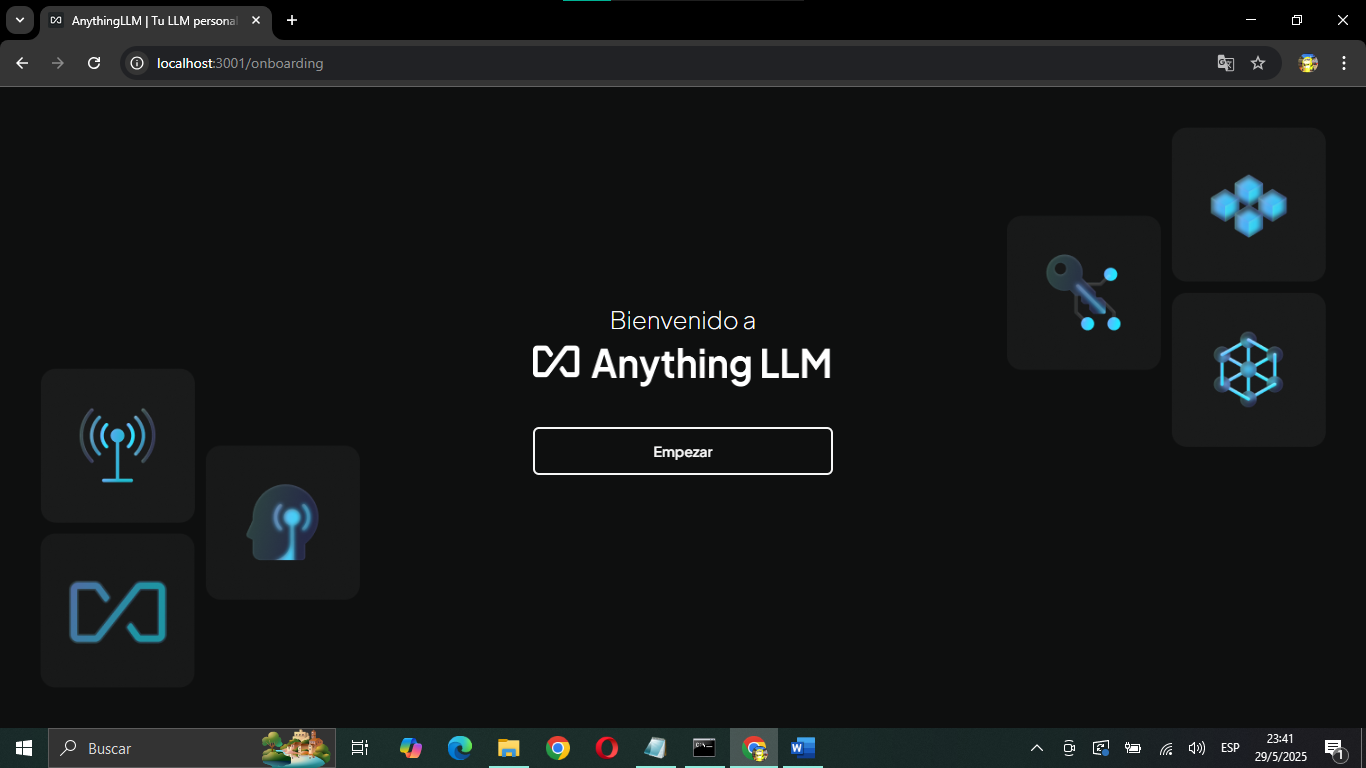 AnythingLLM | Tu LLM personal
localhost:3001/onboarding
Bienvenido a
Anything LLM
Empezar
Buscar
ESP
23:41
29/5/2025
1